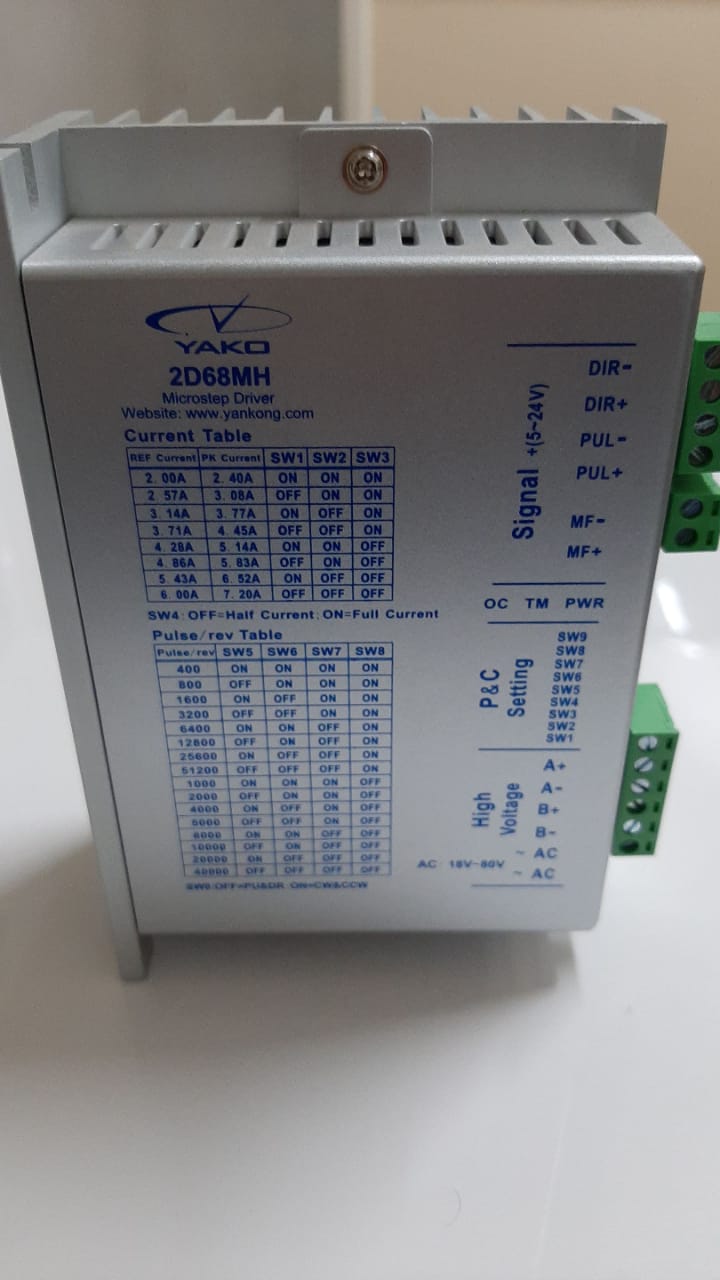 YAKO
2D68MH
Microstep Driver
Website: www.yankong.com
Current Table
REF Current PK Current SW1 SW2 SW3
2.00A 2.40A ON ON ON
2.57A 3.08A OFF ON ON
3.14A 3.77A ON OFF ON
3.71A 4.45A OFF OFF ON
4.28A 5.14A ON ON OFF
4.86A 5.83A OFF ON OFF
5.43A 6.52A ON OFF OFF
6.00A 7.20A OFF OFF OFF
SW4:OFF=Half Current;ON=Full Current
Pulse/rev Table
Pulse/rev SW5 SW6 SW7 SW8
400 ON ON ON ON
800 OFF ON ON ON
1600 ON OFF ON ON
3200 OFF OFF ON ON
6400 ON ON OFF ON
12800 OFF ON OFF ON
25600 ON OFF OFF ON
51200 OFF OFF OFF ON
1000 ON ON ON OFF
2000 OFF ON ON OFF
4000 ON OFF ON OFF
5000 OFF OFF ON OFF
8000 ON ON OFF OFF
10000 OFF ON OFF OFF
20000 ON OFF OFF OFF
40000 OFF OFF OFF OFF
OFF=PU&DR ON=CW&CCW
Signal +(5~24V)
DIR-
DIR+
PUL-
PUL+
MF-
MF+
OC TM PWR
P&C
Setting
SW9
SW8
SW7
SW6
SW5
SW4
SW3
SW2
SW1
High
Voltage
A+
A-
B+
B-
~ AC
AC 18V~80V
~ AC